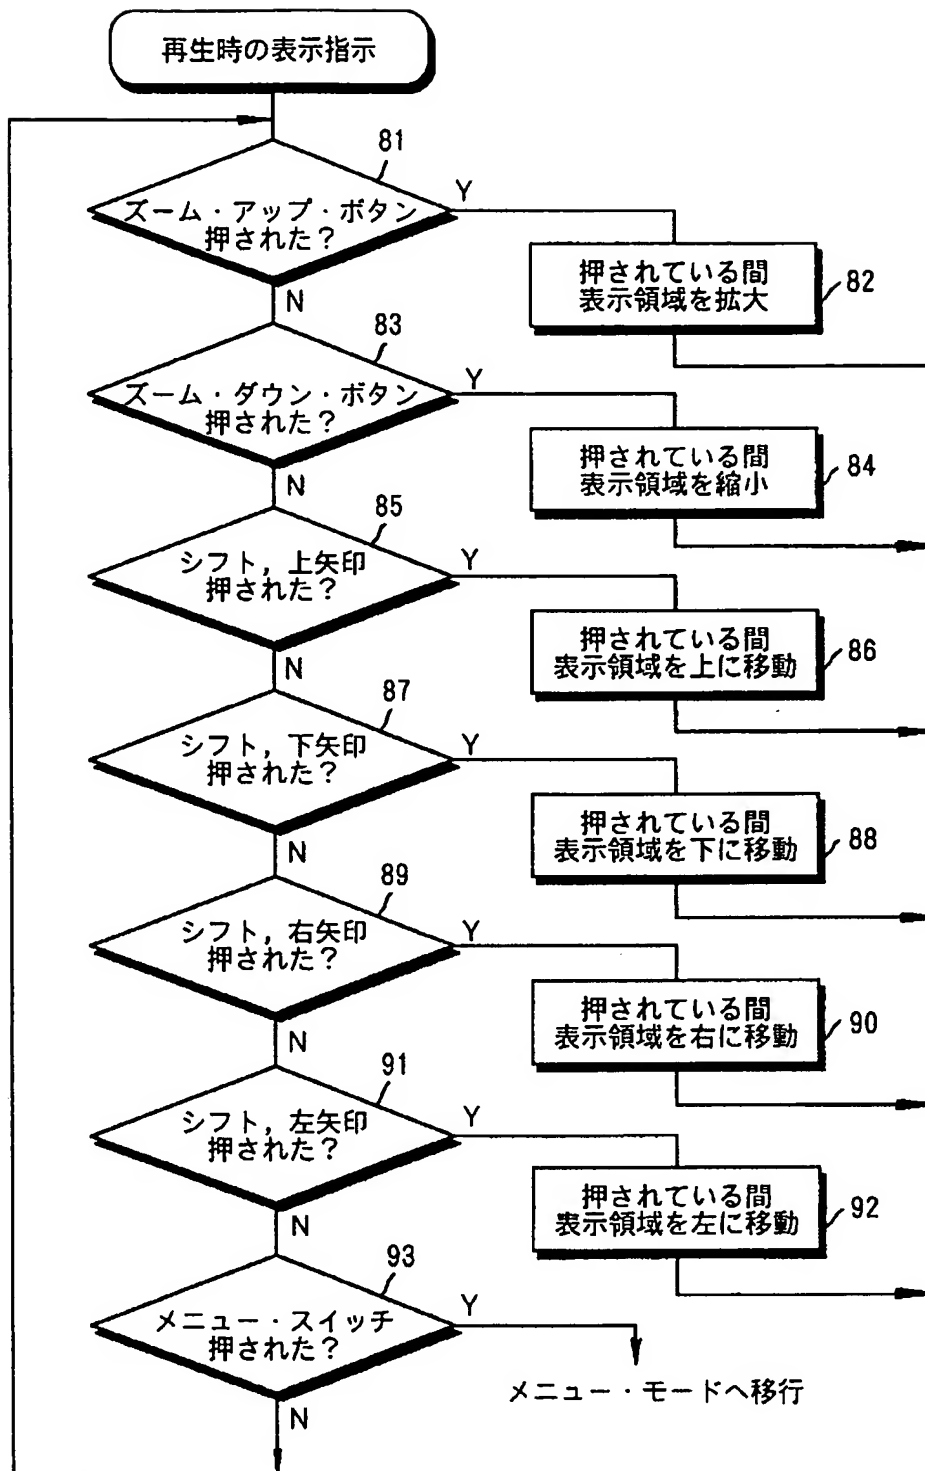 再生時の表示指示
81
Y
ズーム・アップ・ボタン
押された?
押されている間
表示領域を拡大
82
N
83
Y
ズーム・ダウン・ボタン
押された?
押されている間
表示領域を縮小
84
N
85
Y
シフト,上矢印
押された?
押されている間
表示領域を上に移動
86
N
87
Y
シフト,下矢印
押された?
押されている間
表示領域を下に移動
88
N
89
Y
シフト,右矢印
押された?
押されている間
表示領域を右に移動
90
N
91
Y
シフト,左矢印
押された?
押されている間
表示領域を左に移動
92
N
93
Y
メニュー・スイッチ
押された?
メニュー・モードへ移行
N